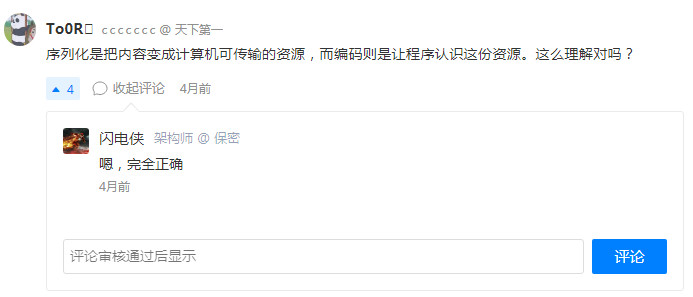 To0R ccccccc @ 天下第一
序列化是把内容变成计算机可传输的资源，而编码则是让程序认识这份资源。这么理解对吗？
4 收起评论 4月前
闪电侠 架构师 @ 保密
嗯，完全正确
4月前
评论审核通过后显示 评论